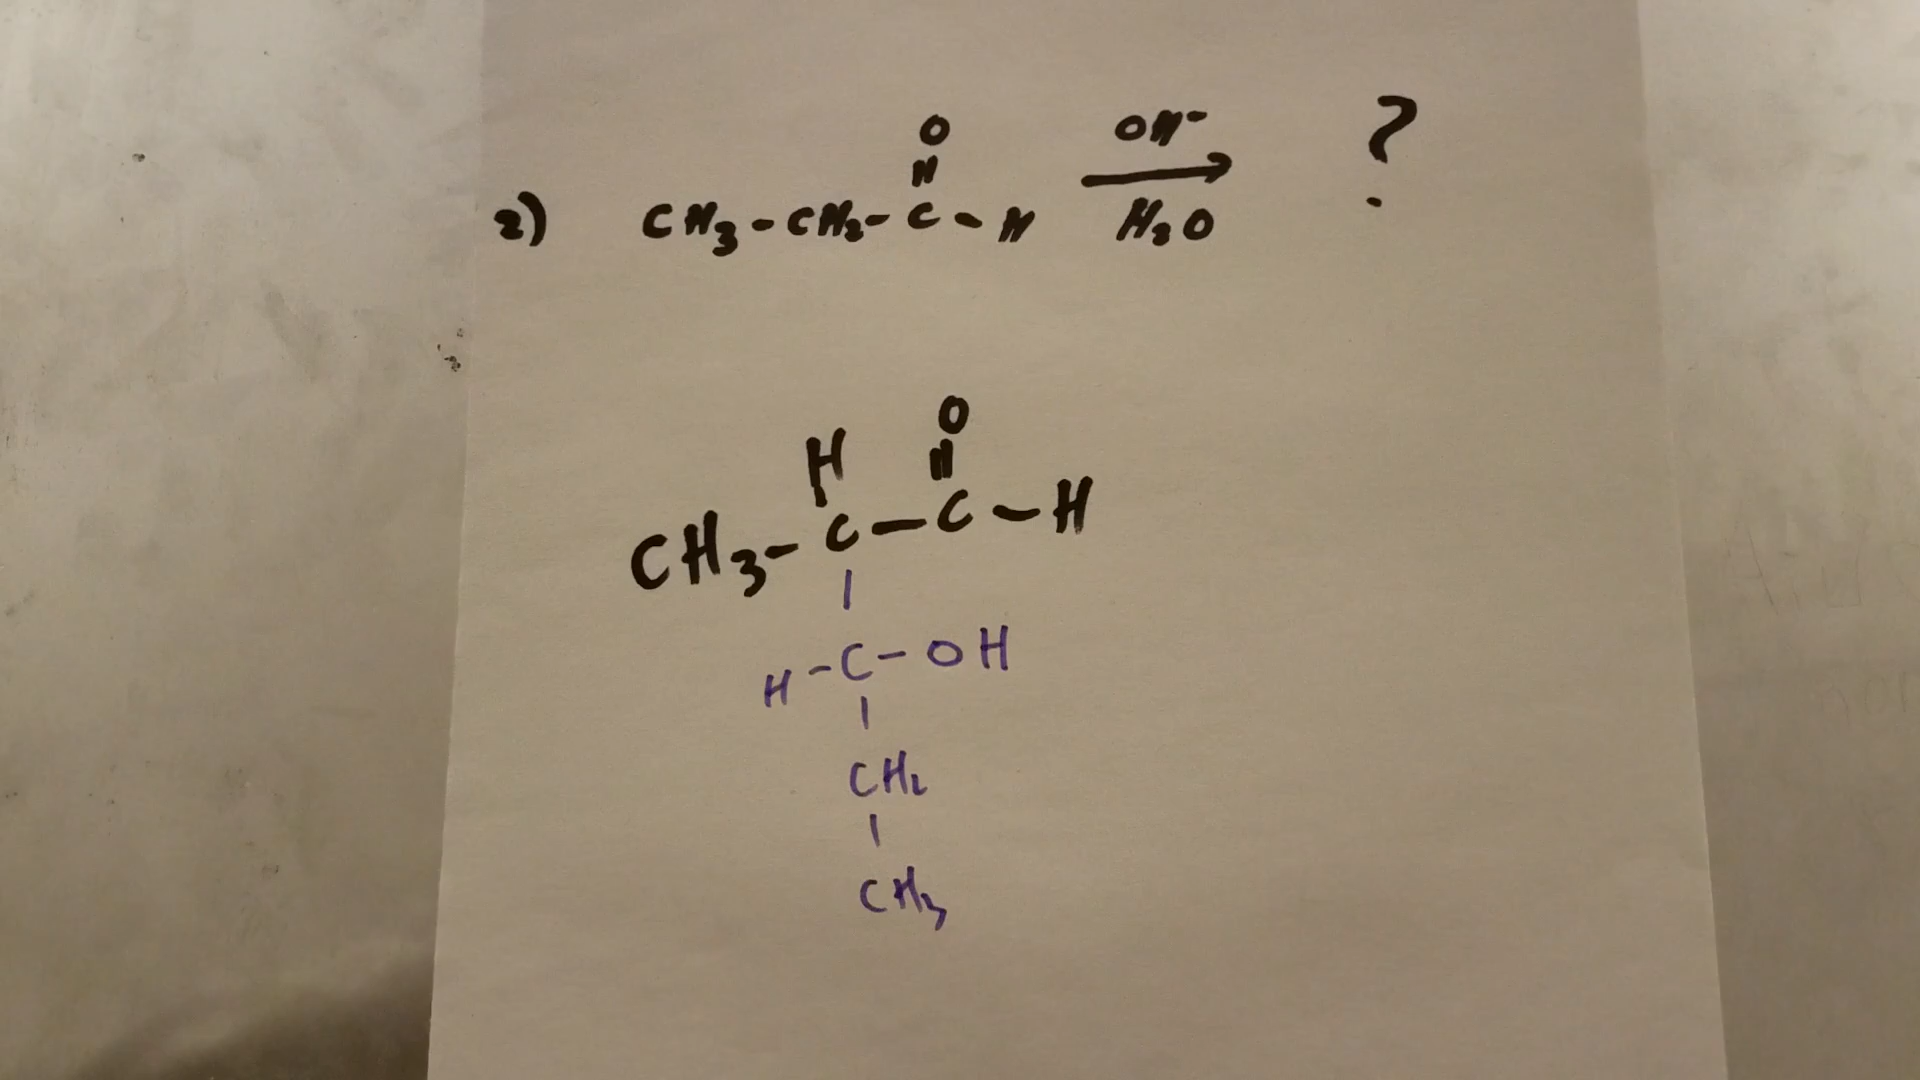 O
OH⁻
?
‖
2) CH₃-CH₂-C-H
H₂O
O
H
‖
CH₃-C-C-H
|
H-C-OH
|
CH₂
|
CH₃